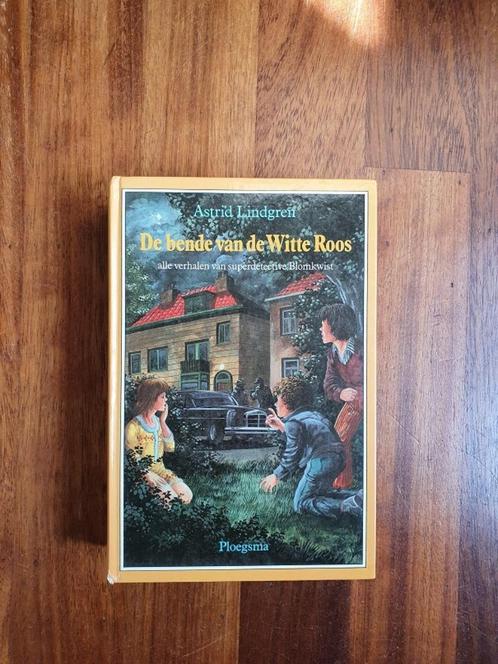 Astrid Lindgren
De bende van de Witte Roos
alle verhalen van superdetective Blomkwist
Ploegsma